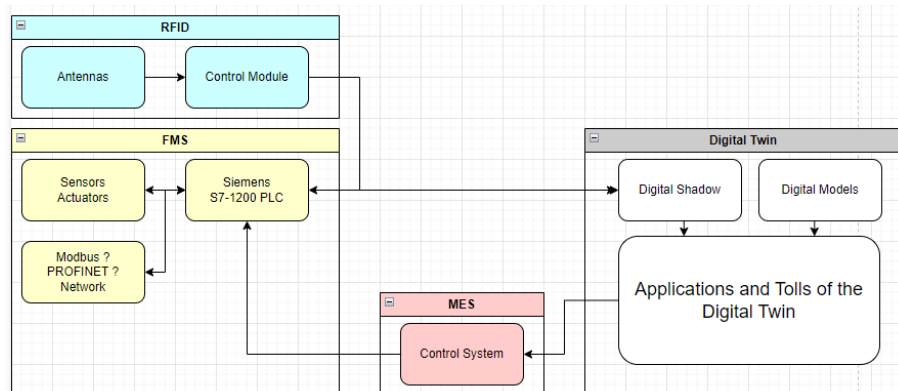 RFID
Antennas
Control Module
FMS
Sensors
Actuators
Siemens
S7-1200 PLC
Modbus ?
PROFINET ?
Network
Digital Twin
Digital Shadow
Digital Models
Applications and Tolls of the
Digital Twin
MES
Control System